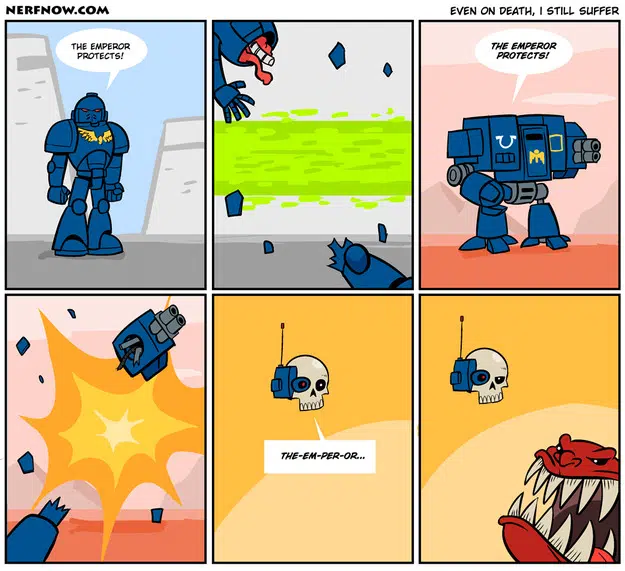 NERFNOW.COM
EVEN ON DEATH, I STILL SUFFER
THE EMPEROR
PROTECTS!
THE EMPEROR
PROTECTS!
THE-EM-PER-OR...